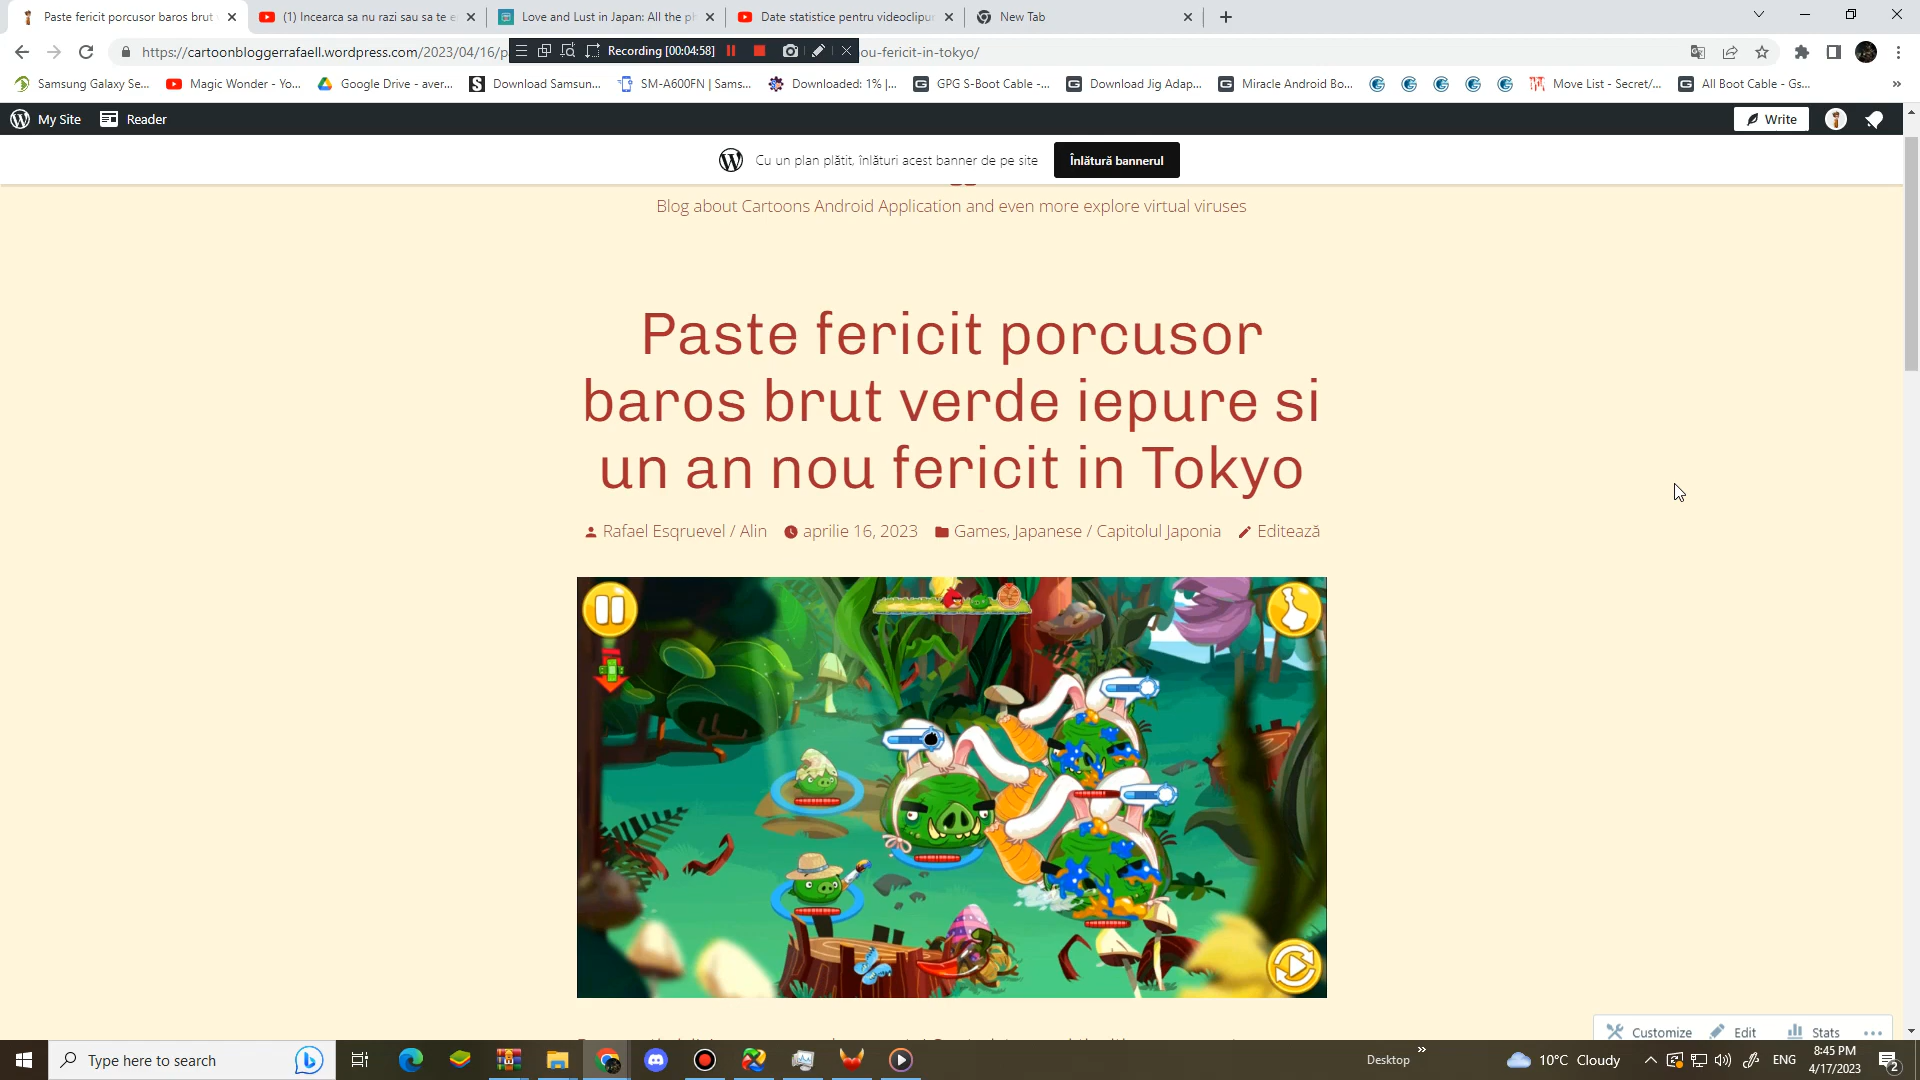 Paste fericit porcusor baros brut
(1) Incearca sa nu razi sau sa te e
Love and Lust in Japan: All the ph
Date statistice pentru videoclipur
New Tab
https://cartoonbloggerrafaell.wordpress.com/2023/04/16/p
Recording [00:04:58]
ou-fericit-in-tokyo/
Samsung Galaxy Se...
Magic Wonder - Yo...
Google Drive - aver...
Download Samsun...
SM-A600FN | Sams...
Downloaded: 1% |...
GPG S-Boot Cable -...
Download Jig Adap...
Miracle Android Bo...
Move List - Secret/...
All Boot Cable - Gs...
My Site
Reader
Write
Cu un plan plătit, înlături acest banner de pe site
Înlătură bannerul
Blog about Cartoons Android Application and even more explore virtual viruses
Paste fericit porcusor
baros brut verde iepure si
un an nou fericit in Tokyo
Rafael Esqruevel / Alin
aprilie 16, 2023
Games, Japanese / Capitolul Japonia
Editează
Customize
Edit
Stats
Type here to search
Desktop
10°C Cloudy
ENG
8:45 PM
4/17/2023
2